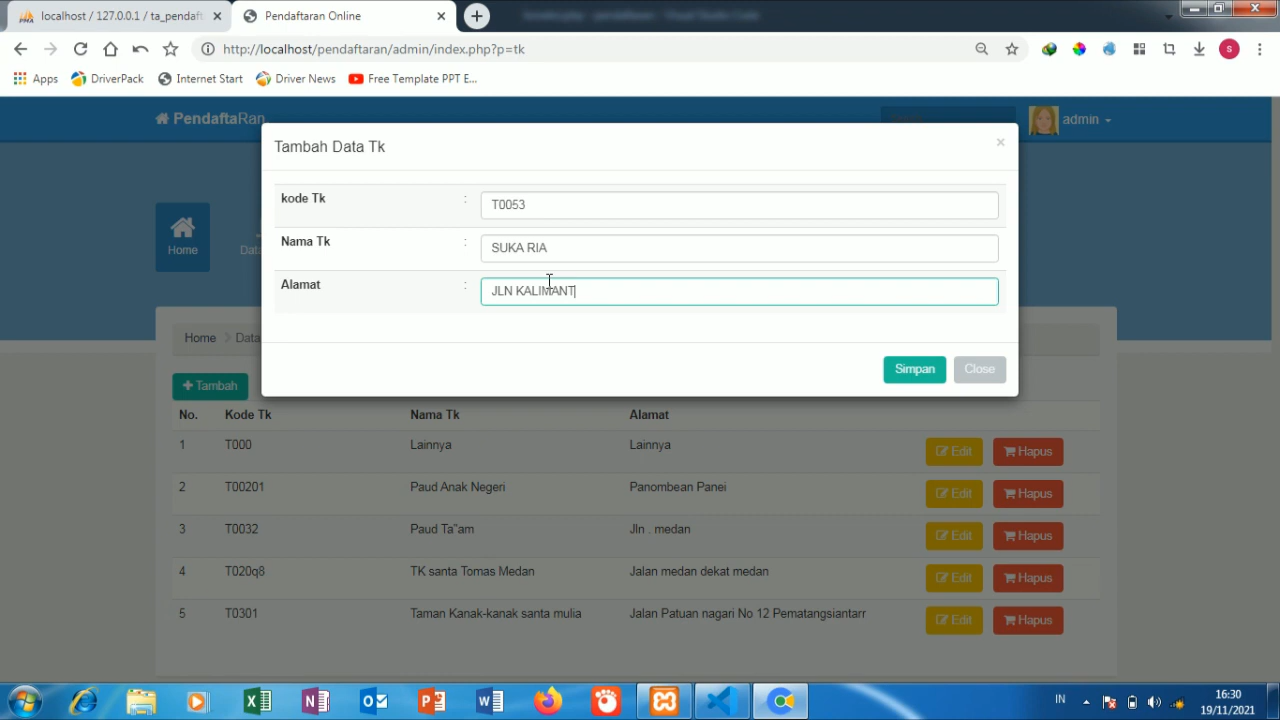 localhost / 127.0.0.1 / ta_pendaft
Pendaftaran Online
http://localhost/pendaftaran/admin/index.php?p=tk
S
Apps DriverPack Internet Start Driver News Free Template PPT E...
PendaftaRan
admin
Tambah Data Tk ×
kode Tk : T0053
Nama Tk : SUKA RIA
Alamat : JLN KALIMANT
Home
Simpan Close
Home > Data
+ Tambah
No. Kode Tk Nama Tk Alamat
1 T000 Lainnya Lainnya Edit Hapus
2 T00201 Paud Anak Negeri Panombean Panei Edit Hapus
3 T0032 Paud Ta"am Jln . medan Edit Hapus
4 T020q8 TK santa Tomas Medan Jalan medan dekat medan Edit Hapus
5 T0301 Taman Kanak-kanak santa mulia Jalan Patuan nagari No 12 Pematangsiantarr Edit Hapus
IN 16:30
19/11/2021